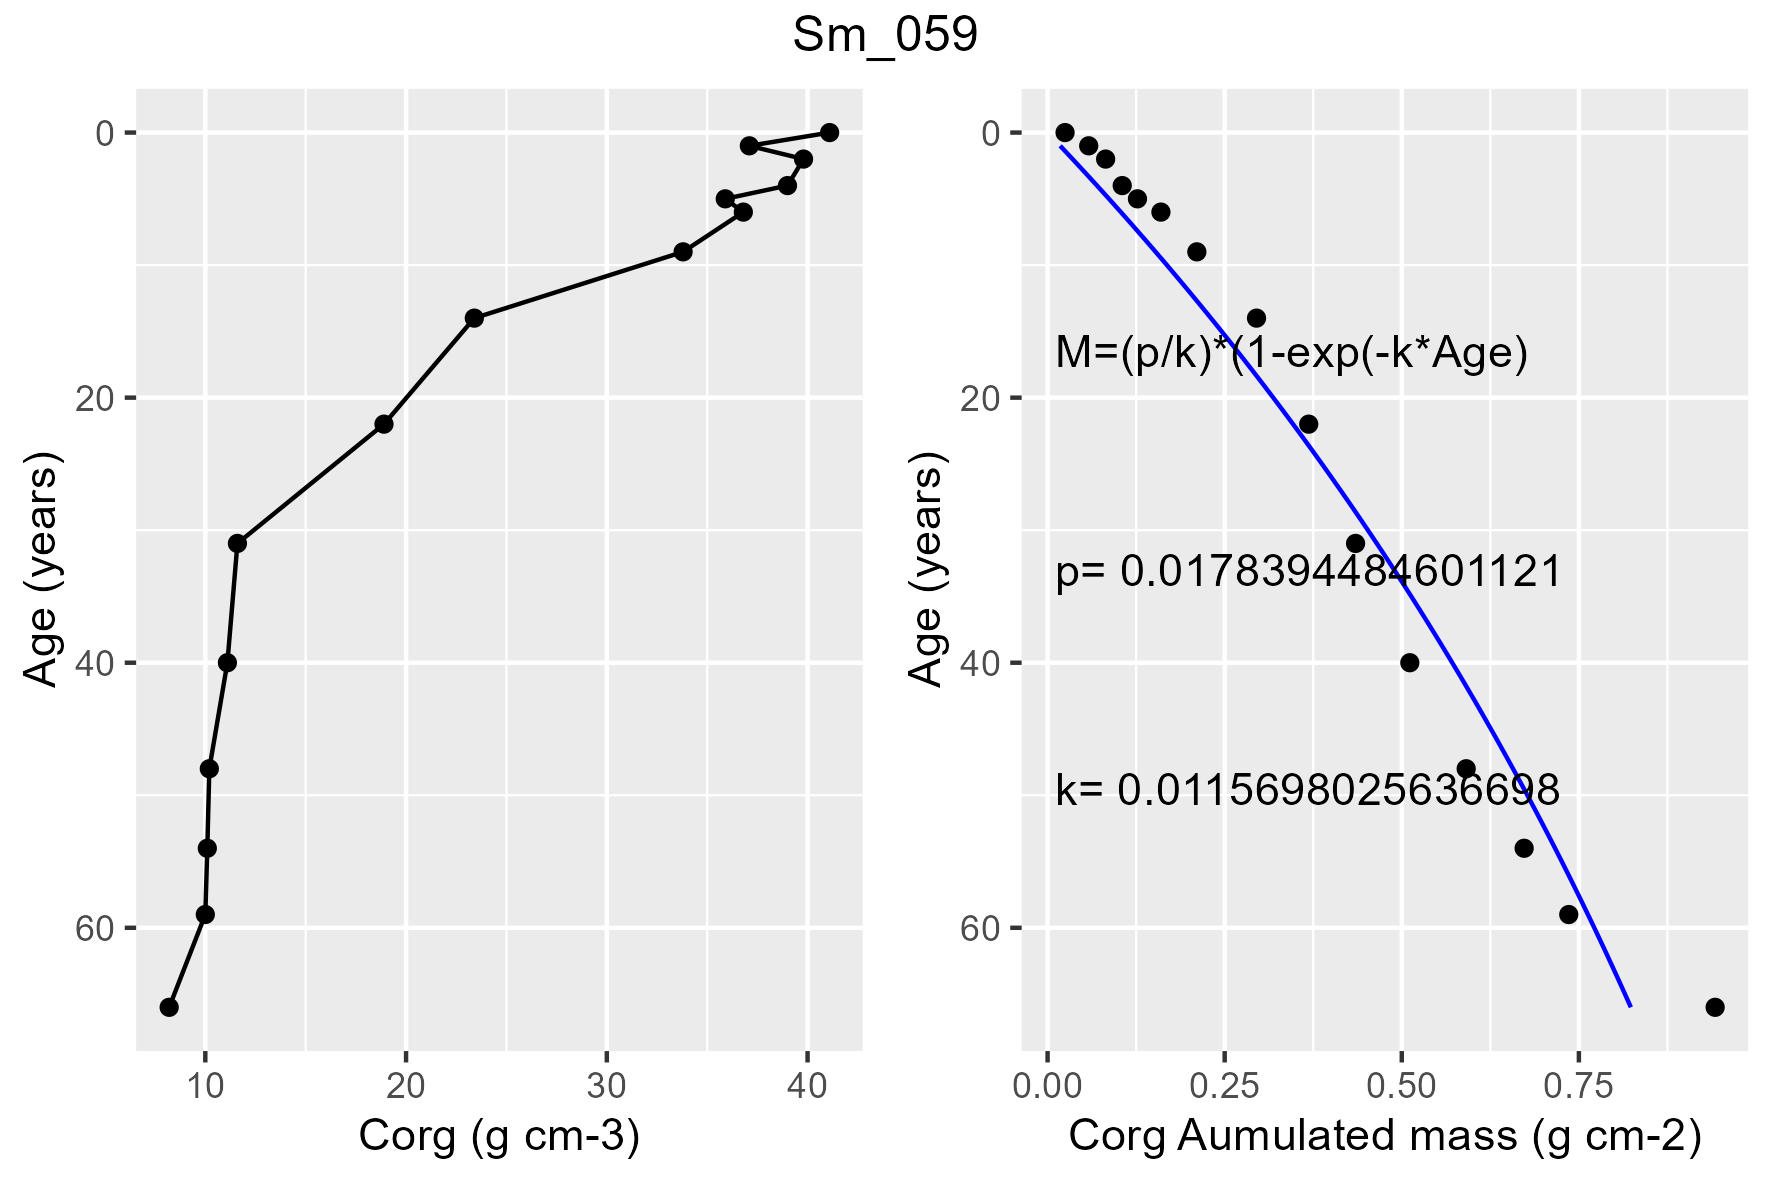 Sm_059
0
20
40
60
Age (years)
10
20
30
40
Corg (g cm-3)
0
20
40
60
Age (years)
M=(p/k)*(1-exp(-k*Age)
p= 0.0178394484601121
k= 0.0115698025636698
0.00
0.25
0.50
0.75
Corg Aumulated mass (g cm-2)